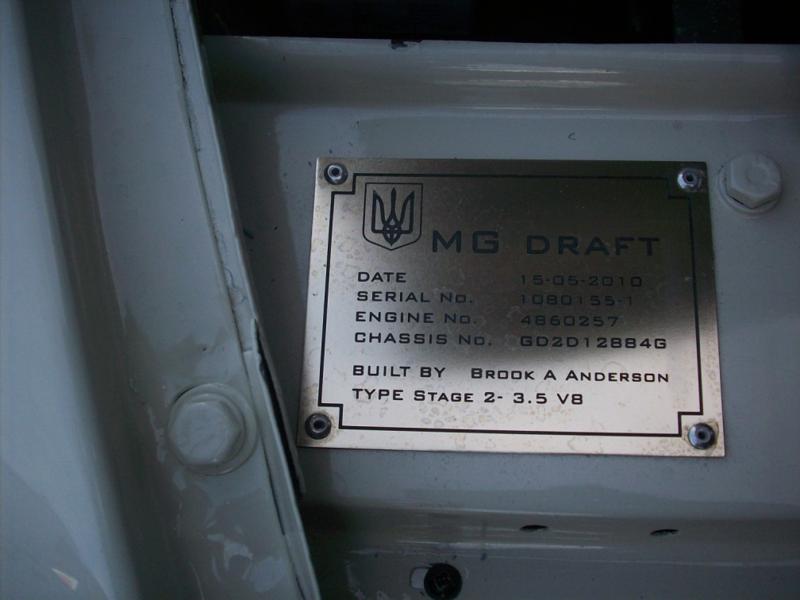 MG DRAFT
DATE 15-05-2010
SERIAL No. 1080155-1
ENGINE No. 4860257
CHASSIS No. GD2D12884G
BUILT BY Brook A Anderson
TYPE Stage 2- 3.5 V8